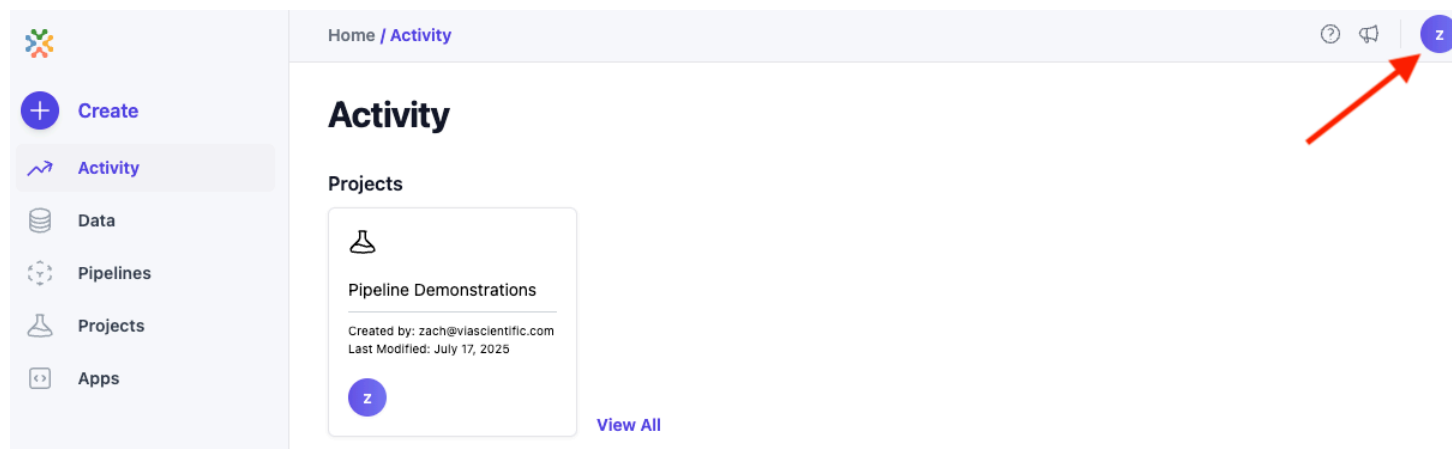 Home / Activity
z
Create
Activity
Data
Pipelines
Projects
Apps
Activity
Projects
Pipeline Demonstrations
Created by: zach@viascientific.com
Last Modified: July 17, 2025
z
View All